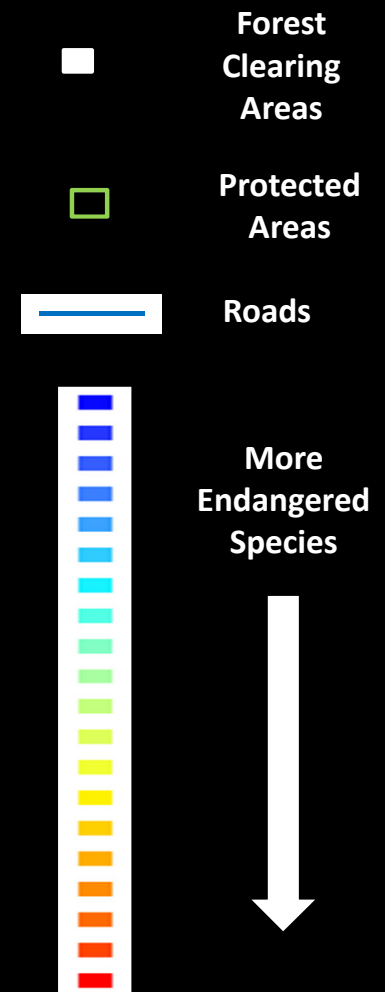 Forest
Clearing
Areas
Protected
Areas
Roads
More
Endangered
Species